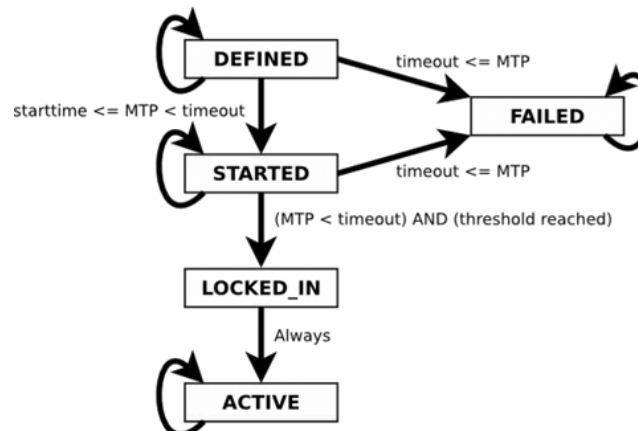 DEFINED
timeout <= MTP
starttime <= MTP < timeout
FAILED
STARTED
timeout <= MTP
(MTP < timeout) AND (threshold reached)
LOCKED_IN
Always
ACTIVE